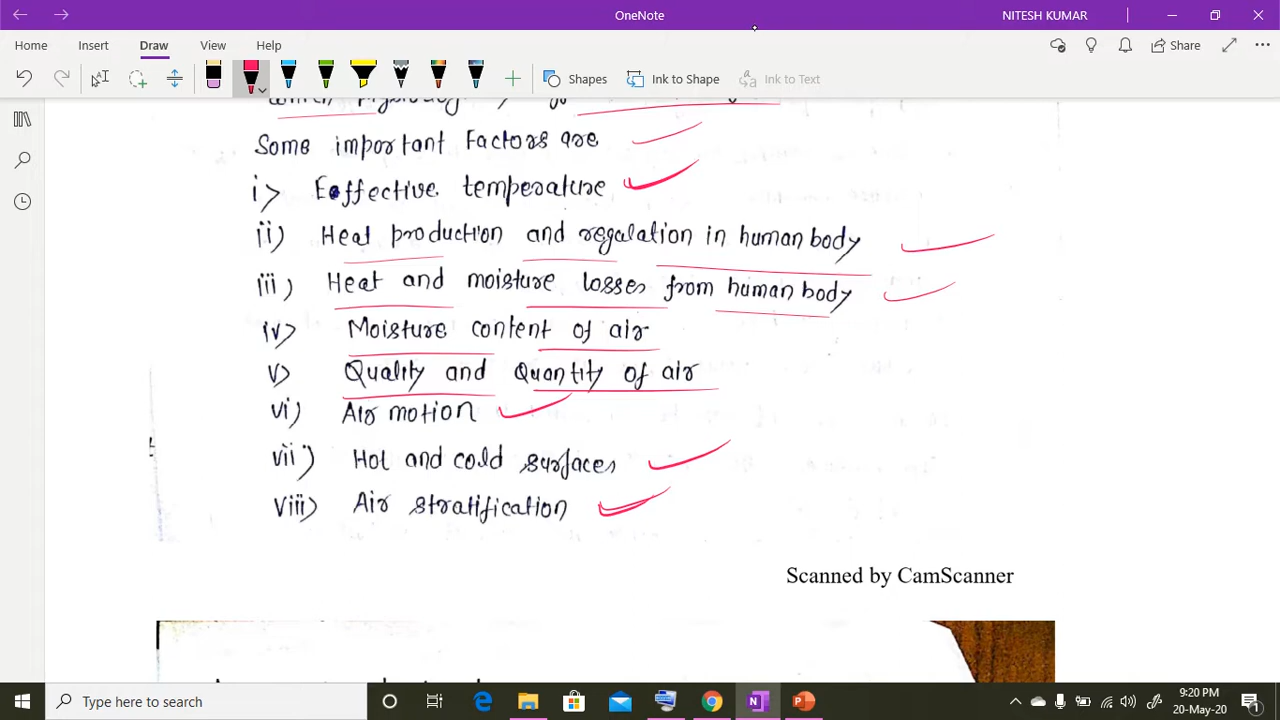 OneNote
NITESH KUMAR
Home Insert Draw View Help
Share
Shapes
Ink to Shape
Ink to Text
Some important Factors are
i> Eeffective temperature
ii) Heat production and regulation in human body
iii) Heat and moisture losses from human body
iv> Moisture content of air
v> Quality and Quantity of air
vi) Air motion
vii) Hot and cold surfaces
viii) Air stratification
Scanned by CamScanner
Type here to search
9:20 PM
20-May-20